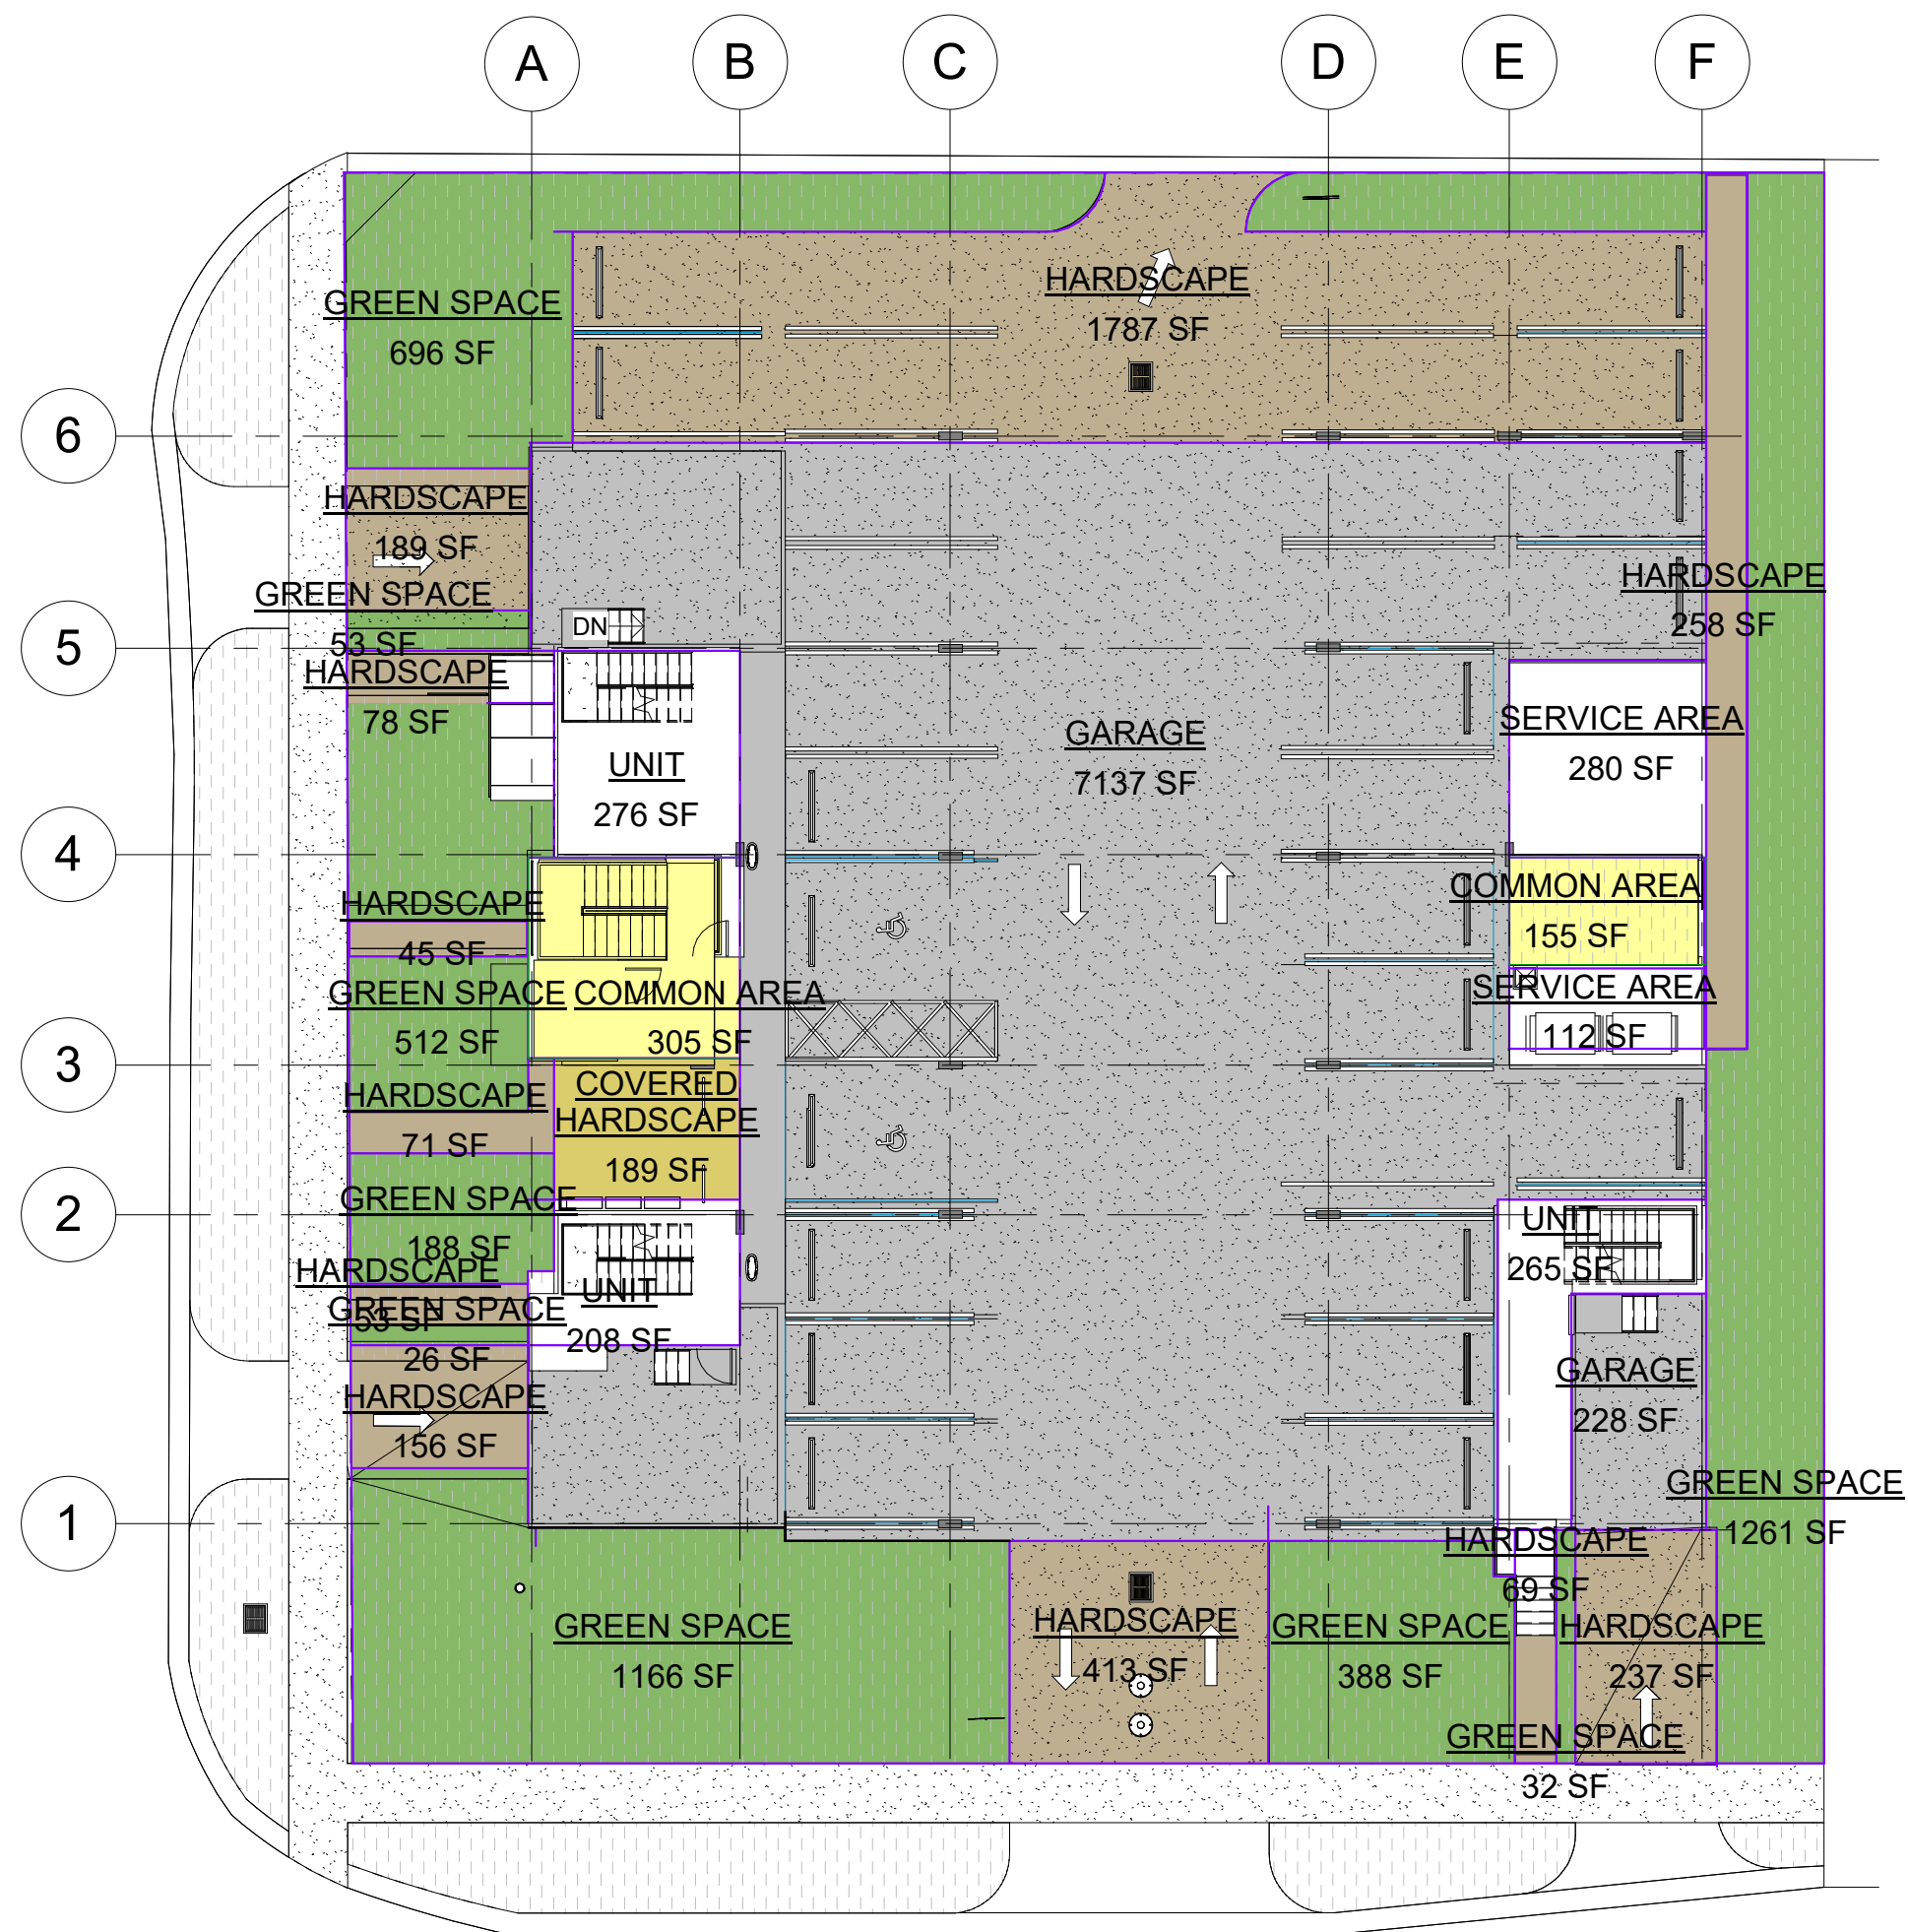 A
B
C
D
E
F
6
5
4
3
2
1
GREEN SPACE
696 SF
HARDSCAPE
1787 SF
HARDSCAPE
189 SF
GREEN SPACE
53 SF
HARDSCAPE
78 SF
DN
UNIT
276 SF
GARAGE
7137 SF
HARDSCAPE
258 SF
SERVICE AREA
280 SF
COMMON AREA
155 SF
SERVICE AREA
112 SF
HARDSCAPE
45 SF
GREEN SPACE
512 SF
COMMON AREA
305 SF
HARDSCAPE
71 SF
COVERED
HARDSCAPE
189 SF
GREEN SPACE
188 SF
HARDSCAPE
53 SF
GREEN SPACE
26 SF
UNIT
208 SF
HARDSCAPE
156 SF
UNIT
265 SF
GARAGE
228 SF
GREEN SPACE
1261 SF
HARDSCAPE
69 SF
GREEN SPACE
1166 SF
HARDSCAPE
413 SF
GREEN SPACE
388 SF
HARDSCAPE
237 SF
GREEN SPACE
32 SF